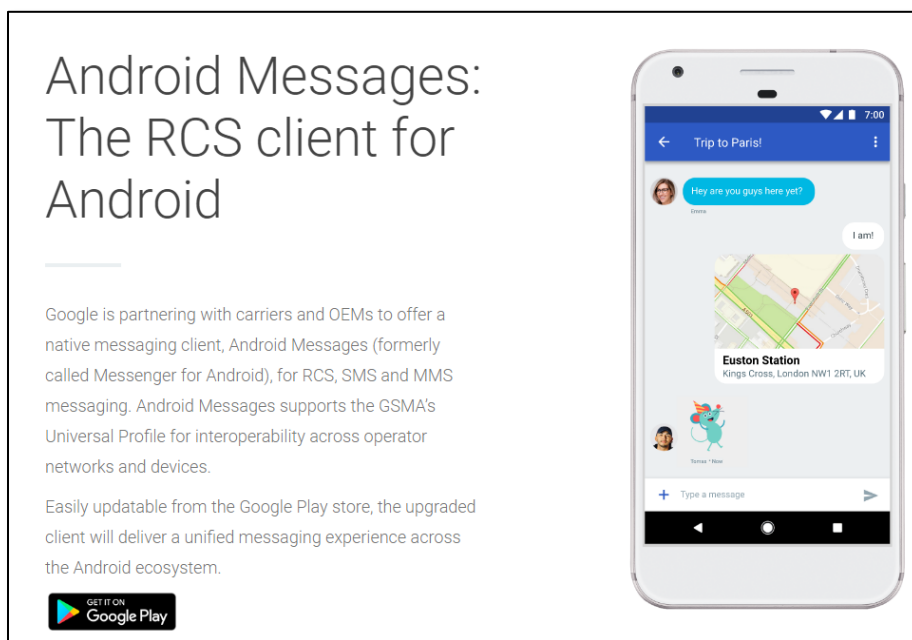 Android Messages:
The RCS client for
Android
Google is partnering with carriers and OEMs to offer a
native messaging client, Android Messages (formerly
called Messenger for Android), for RCS, SMS and MMS
messaging. Android Messages supports the GSMA's
Universal Profile for interoperability across operator
networks and devices.
Easily updatable from the Google Play store, the upgraded
client will deliver a unified messaging experience across
the Android ecosystem.
GET IT ON
Google Play
7:00
Trip to Paris!
Hey are you guys here yet?
Emma
I am!
Euston Station
Kings Cross, London NW1 2RT, UK
Tomas • Now
Type a message